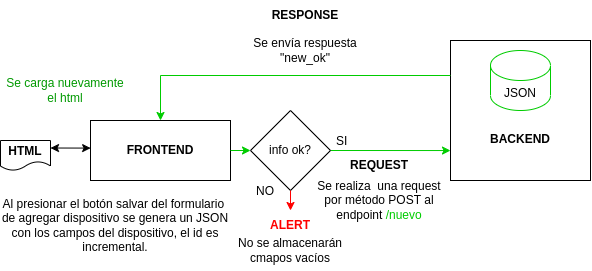 RESPONSE
Se envía respuesta
"new_ok"
Se carga nuevamente
el html
JSON
BACKEND
HTML
FRONTEND
info ok?
SI
REQUEST
Se realiza una request
por método POST al
endpoint /nuevo
NO
ALERT
No se almacenarán
cmapos vacíos
Al presionar el botón salvar del formulario
de agregar dispositivo se genera un JSON
con los campos del dispositivo, el id es
incremental.